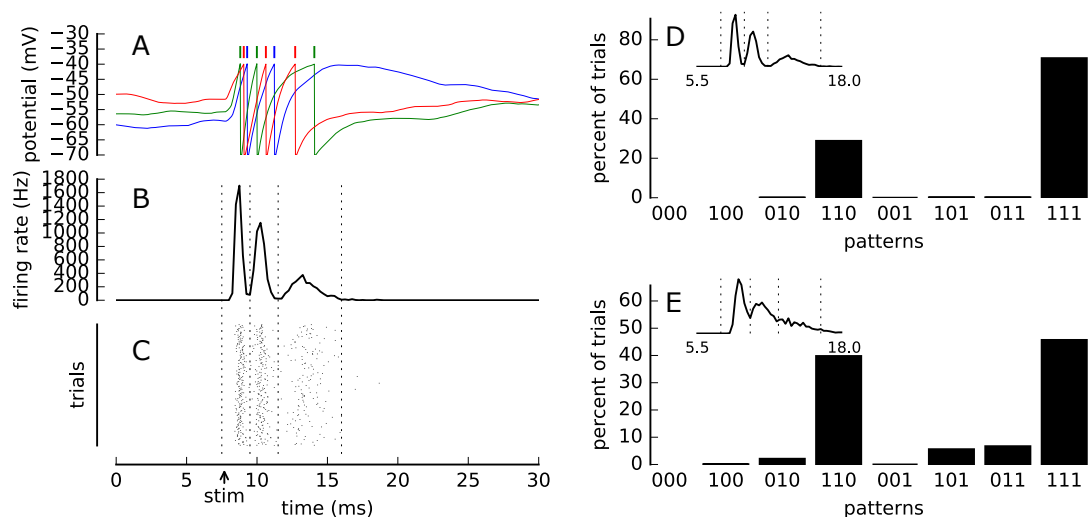 A
potential (mV)
−30
−35
−40
−45
−50
−55
−60
−65
−70
B
firing rate (Hz)
1800
1600
1400
1200
1000
800
600
400
200
0
C
trials
0 5 10 15 20 25 30
stim
time (ms)
D
percent of trials
80
60
40
20
0
5.5 18.0
000 100 010 110 001 101 011 111
patterns
E
percent of trials
60
50
40
30
20
10
0
5.5 18.0
000 100 010 110 001 101 011 111
patterns